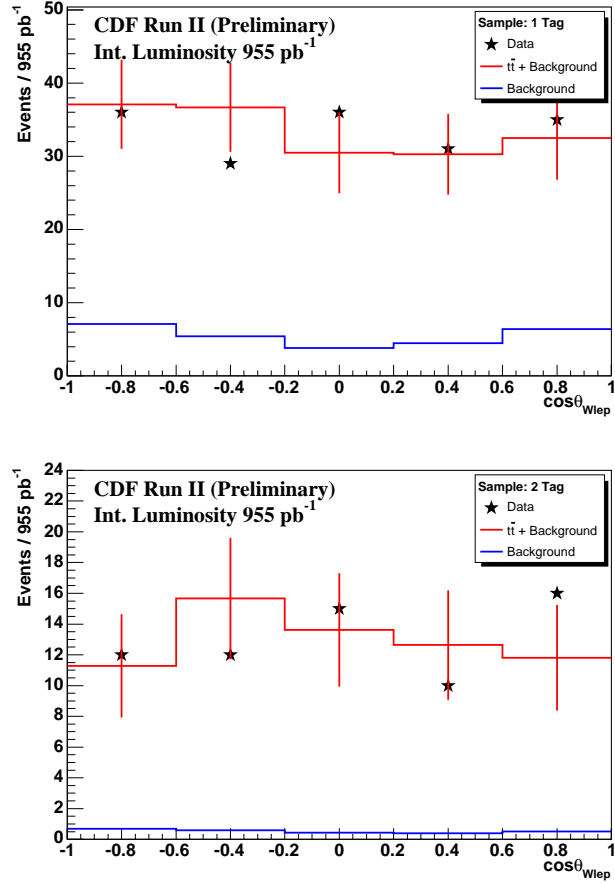 CDF Run II (Preliminary)
Int. Luminosity 955 pb⁻¹
Sample: 1 Tag
Data
tt̄ + Background
Background
Events / 955 pb⁻¹
50
40
30
20
10
0
-1 -0.8 -0.6 -0.4 -0.2 0 0.2 0.4 0.6 0.8 1
cosθWlep
CDF Run II (Preliminary)
Int. Luminosity 955 pb⁻¹
Sample: 2 Tag
Data
tt̄ + Background
Background
Events / 955 pb⁻¹
24
22
20
18
16
14
12
10
8
6
4
2
0
-1 -0.8 -0.6 -0.4 -0.2 0 0.2 0.4 0.6 0.8 1
cosθWlep